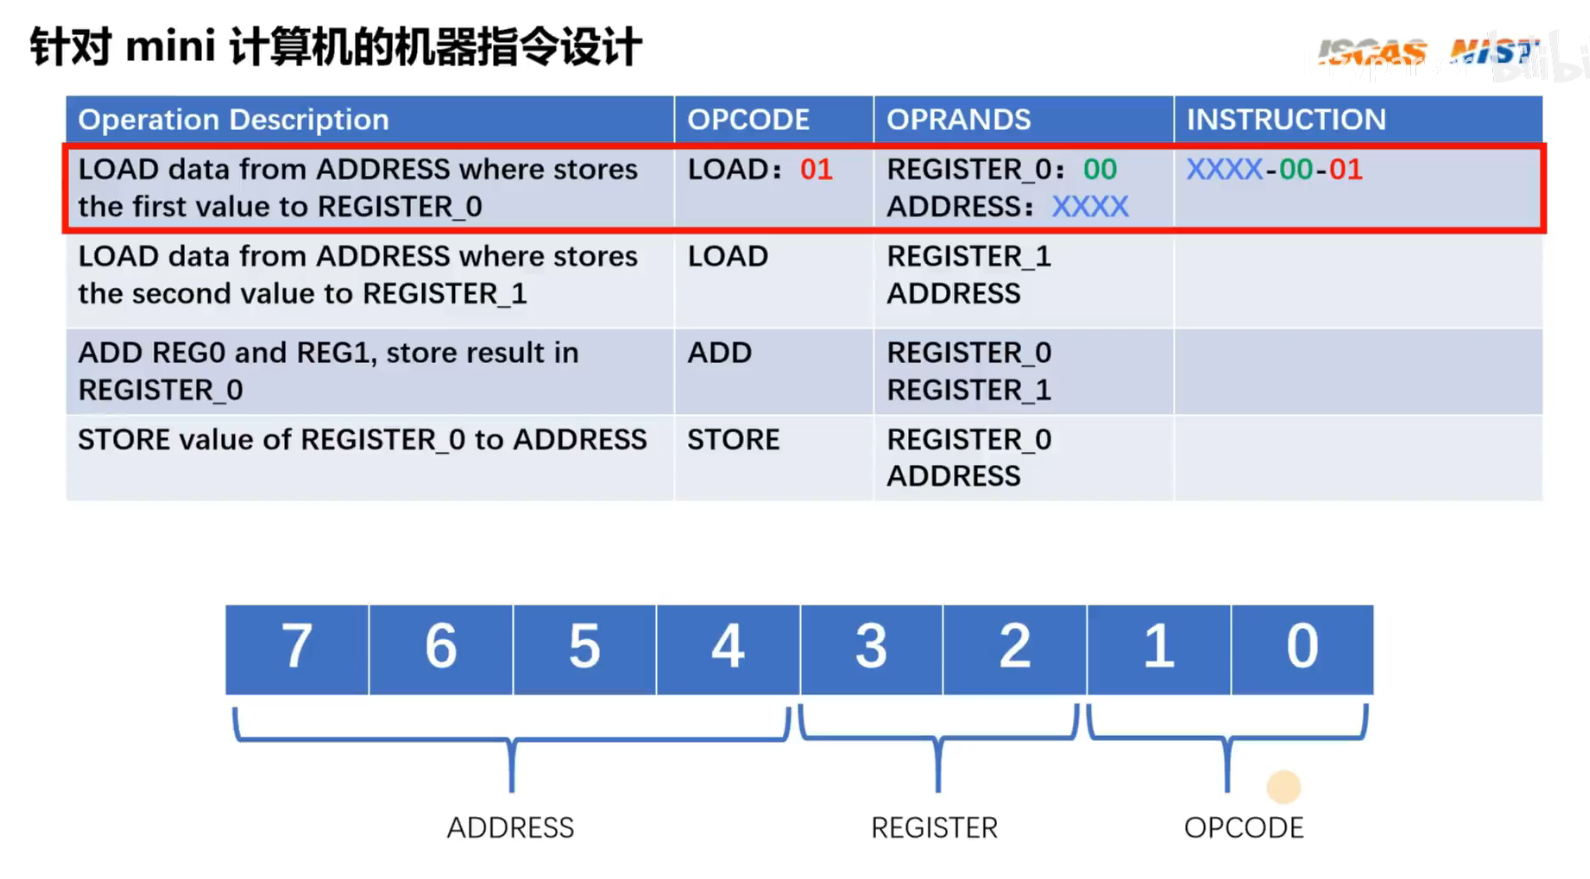 针对 mini 计算机的机器指令设计
ISCAS NIST
bilibi
Operation Description
OPCODE
OPRANDS
INSTRUCTION
LOAD data from ADDRESS where stores
the first value to REGISTER_0
LOAD：01
REGISTER_0：00
ADDRESS：XXXX
XXXX-00-01
LOAD data from ADDRESS where stores
the second value to REGISTER_1
LOAD
REGISTER_1
ADDRESS
ADD REG0 and REG1, store result in
REGISTER_0
ADD
REGISTER_0
REGISTER_1
STORE value of REGISTER_0 to ADDRESS
STORE
REGISTER_0
ADDRESS
7 6 5 4 3 2 1 0
ADDRESS
REGISTER
OPCODE